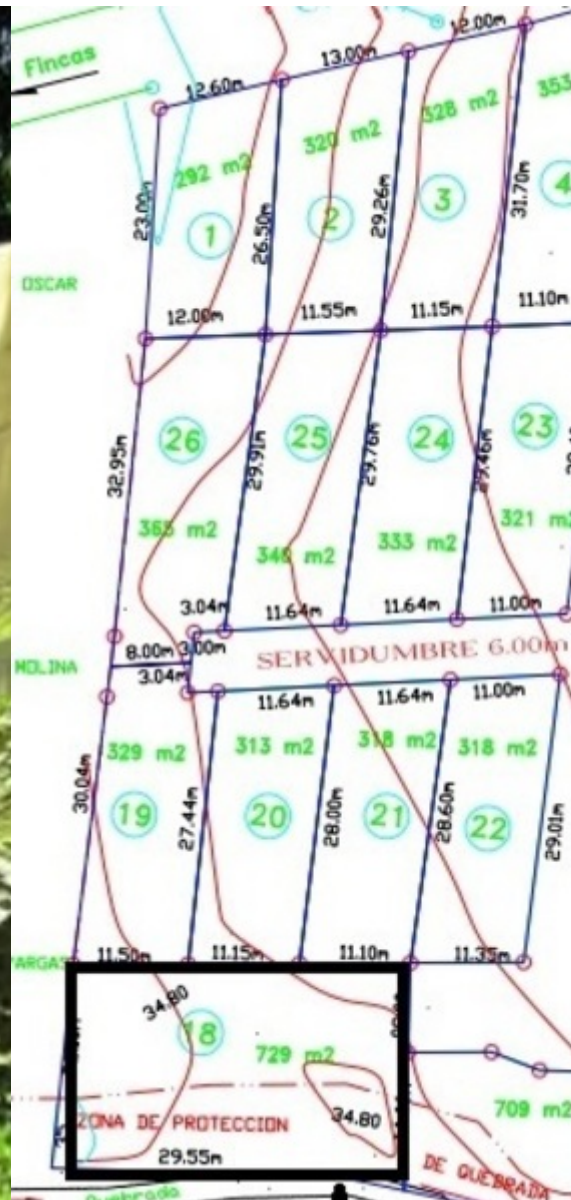 Fincas
12.60m
13.00m
12.00m
292 m2
320 m2
328 m2
353
23.00m
26.50m
29.26m
31.70m
1
2
3
4
OSCAR
12.00m
11.55m
11.15m
11.10m
26
25
24
23
32.95m
29.91m
29.76m
29.46m
365 m2
340 m2
333 m2
321 m2
3.04m
11.64m
11.64m
11.00m
8.00m
3.00m
SERVIDUMBRE 6.00m
MOLINA
3.04m
11.64m
11.64m
11.00m
329 m2
313 m2
318 m2
318 m2
30.04m
27.44m
28.00m
28.60m
29.01m
19
20
21
22
VARGAS
11.50m
11.15m
11.10m
11.35m
34.80
18
729 m2
ZONA DE PROTECCION
34.80
709 m2
29.55m
DE QUEBRADA
Quebrada